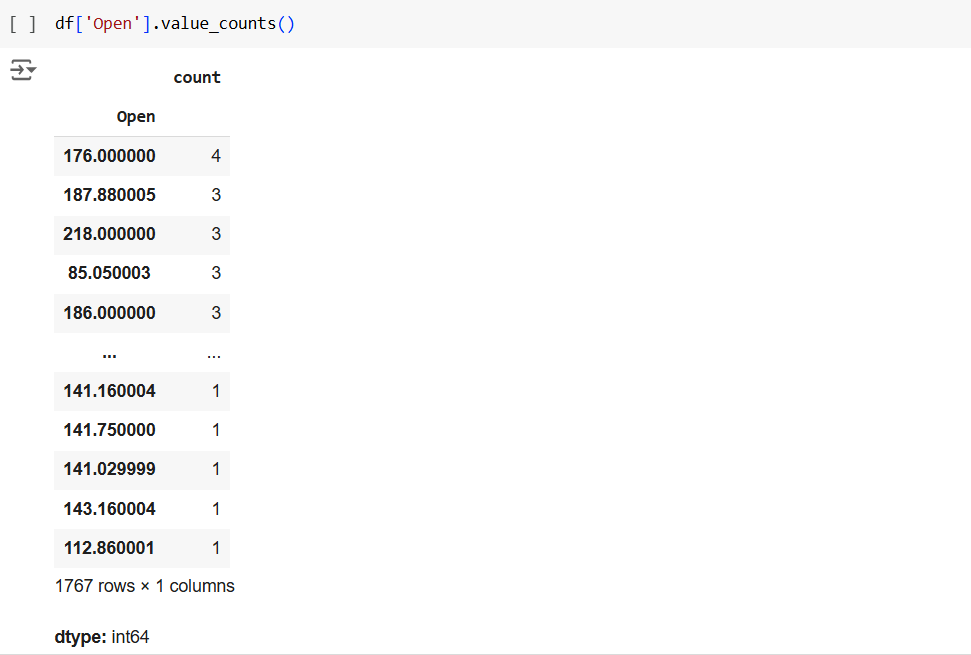 [ ] df['Open'].value_counts()
count
Open
176.000000 4
187.880005 3
218.000000 3
85.050003 3
186.000000 3
... ...
141.160004 1
141.750000 1
141.029999 1
143.160004 1
112.860001 1
1767 rows × 1 columns
dtype: int64